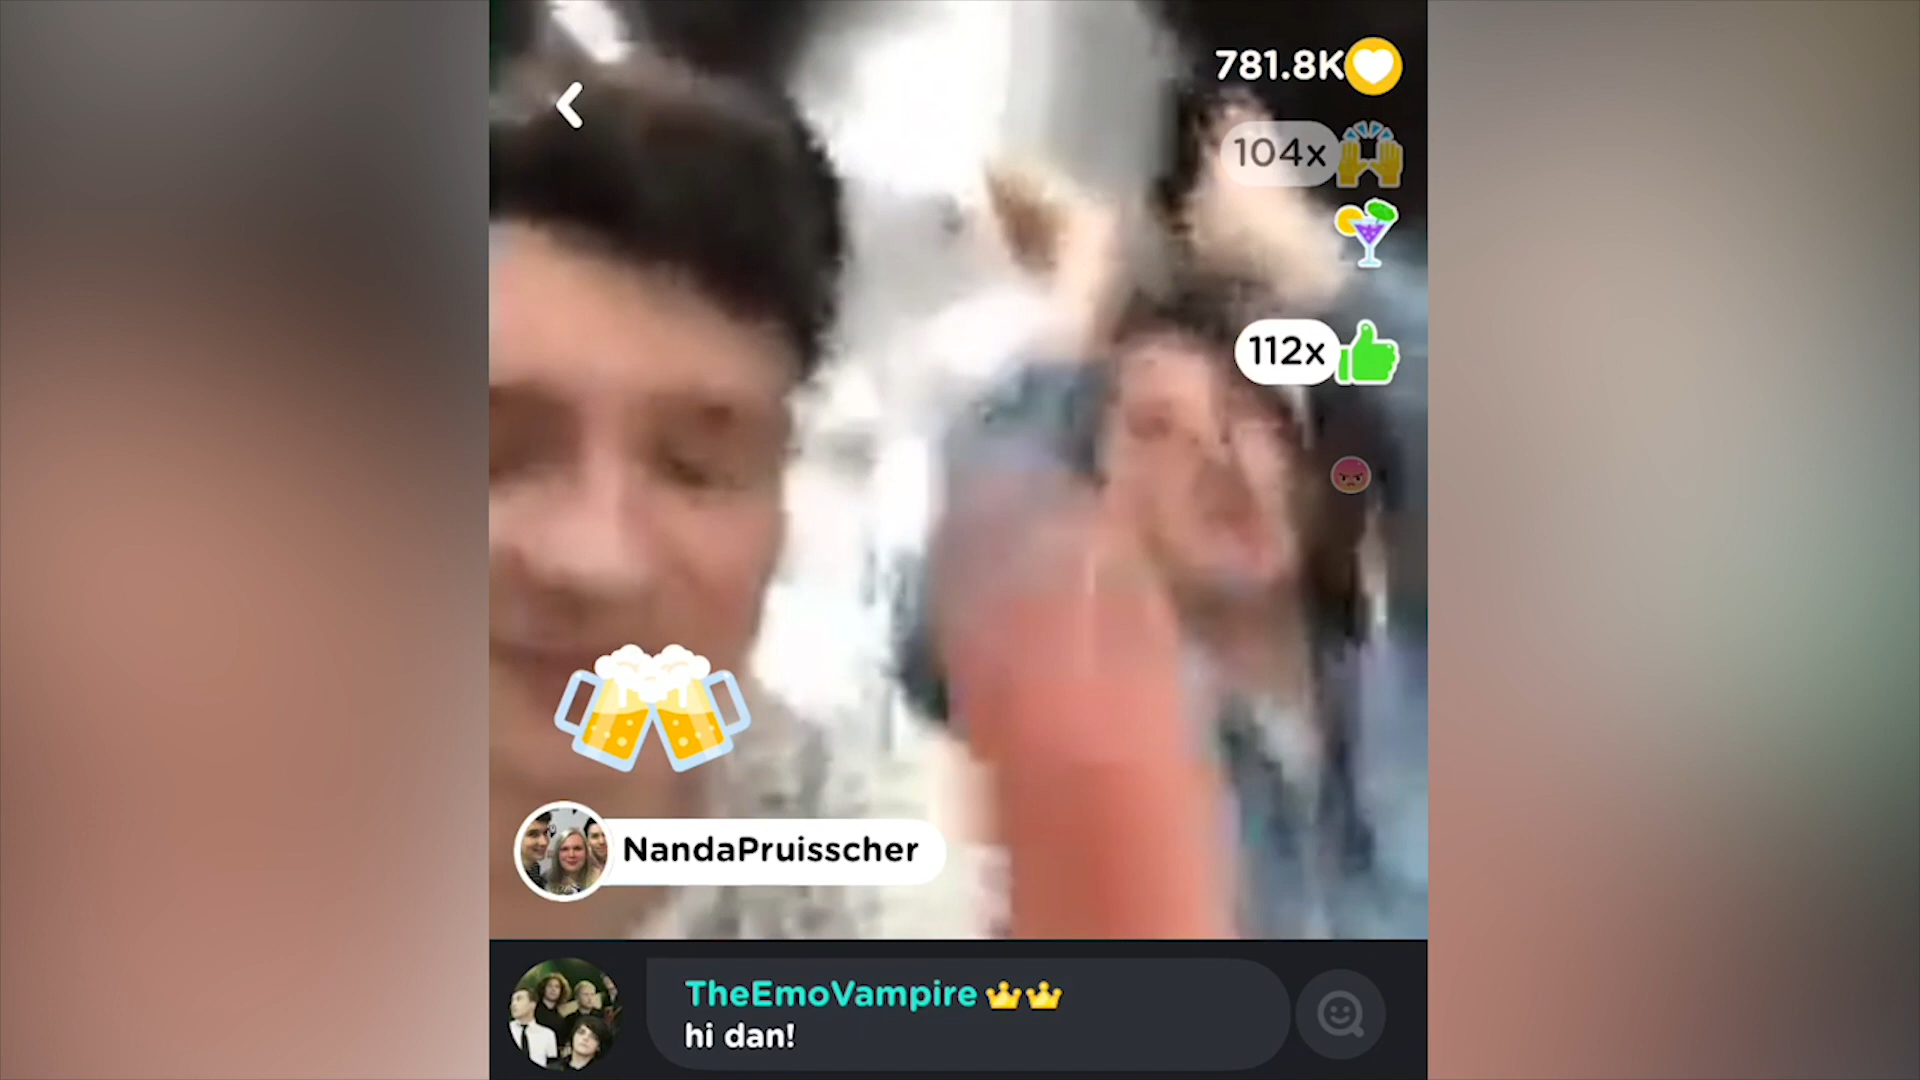 781.8K
104x
112x
NandaPruisscher
TheEmoVampire
hi dan!